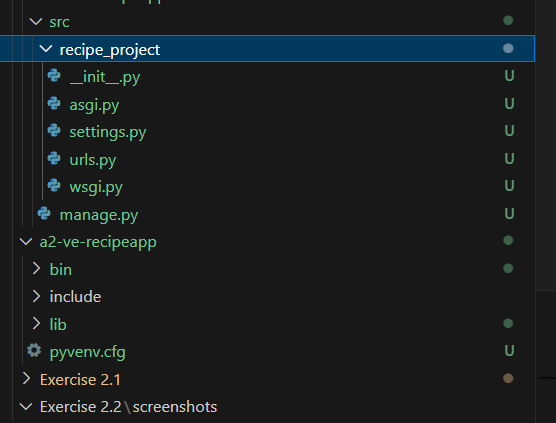 src
recipe_project
__init__.py U
asgi.py U
settings.py U
urls.py U
wsgi.py U
manage.py U
a2-ve-recipeapp
bin
include
lib
pyvenv.cfg U
Exercise 2.1
Exercise 2.2\screenshots